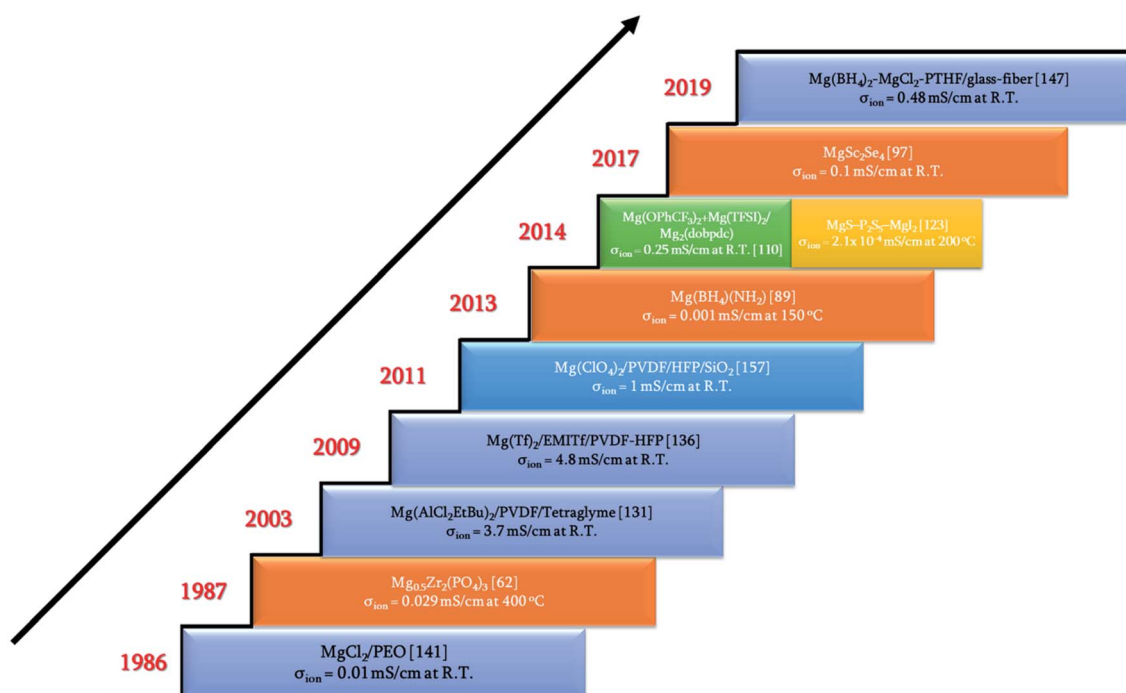 2019
Mg(BH₄)₂-MgCl₂-PTHF/glass-fiber [147]
σᵢₒₙ = 0.48 mS/cm at R.T.
2017
MgSc₂Se₄ [97]
σᵢₒₙ = 0.1 mS/cm at R.T.
2014
Mg(OPhCF₃)₂+Mg(TFSI)₂/
Mg₂(dobpdc)
σᵢₒₙ = 0.25 mS/cm at R.T. [110]
MgS–P₂S₅–MgI₂ [123]
σᵢₒₙ = 2.1x 10⁻⁴ mS/cm at 200 °C
2013
Mg(BH₄)(NH₂) [89]
σᵢₒₙ = 0.001 mS/cm at 150 °C
2011
Mg(ClO₄)₂/PVDF/HFP/SiO₂ [157]
σᵢₒₙ = 1 mS/cm at R.T.
2009
Mg(Tf)₂/EMITf/PVDF-HFP [136]
σᵢₒₙ = 4.8 mS/cm at R.T.
2003
Mg(AlCl₂EtBu)₂/PVDF/Tetraglyme [131]
σᵢₒₙ = 3.7 mS/cm at R.T.
1987
Mg₀.₅Zr₂(PO₄)₃ [62]
σᵢₒₙ = 0.029 mS/cm at 400 °C
1986
MgCl₂/PEO [141]
σᵢₒₙ = 0.01 mS/cm at R.T.